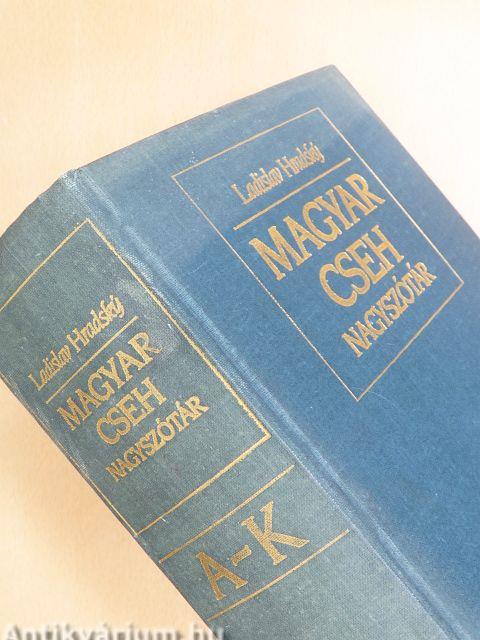 Ladislav Hradský
MAGYAR
CSEH
NAGYSZÓTÁR
Ladislav Hradský
MAGYAR
CSEH
NAGYSZÓTÁR
A-K
Antikvárium.hu